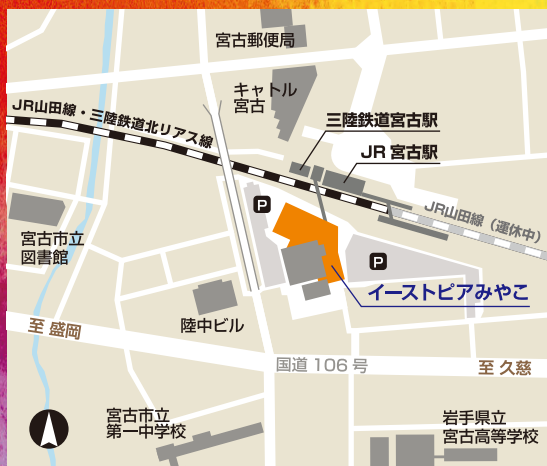 宮古郵便局
キャトル
宮古
JR山田線・三陸鉄道北リアス線
三陸鉄道宮古駅
JR 宮古駅
P
JR山田線（運休中）
宮古市立
図書館
P
イーストピアみやこ
陸中ビル
至 盛岡
国道 106 号
至 久慈
宮古市立
第一中学校
岩手県立
宮古高等学校